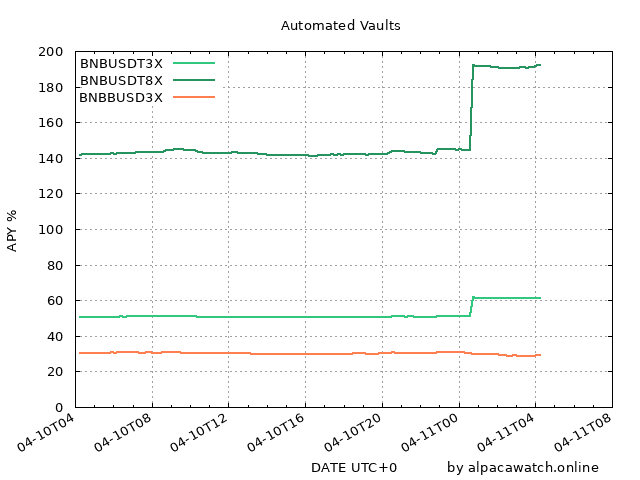 Automated Vaults
BNBUSDT3X
BNBUSDT8X
BNBBUSD3X
APY %
200
180
160
140
120
100
80
60
40
20
0
04-10T04 04-10T08 04-10T12 04-10T16 04-10T20 04-11T00 04-11T04 04-11T08
DATE UTC+0 by alpacawatch.online